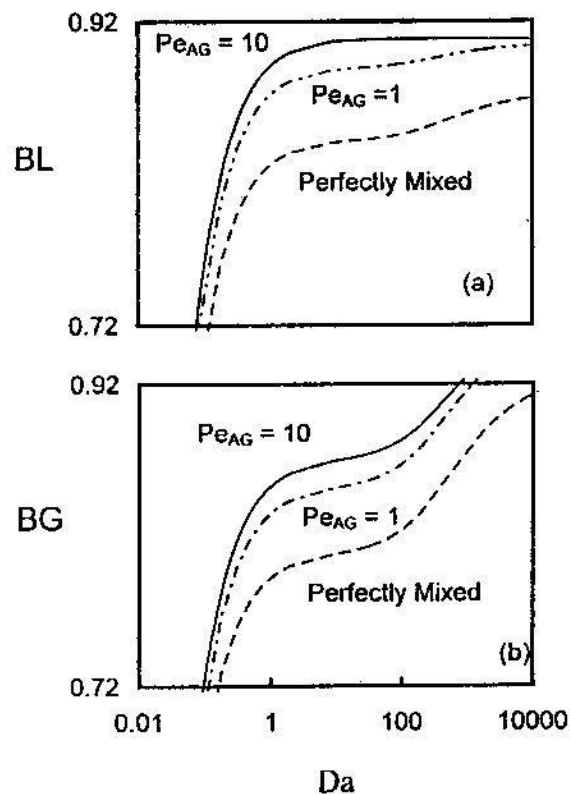 0.92
Pe_AG = 10
Pe_AG =1
BL
Perfectly Mixed
(a)
0.72
0.92
Pe_AG = 10
BG
Pe_AG = 1
Perfectly Mixed
(b)
0.72
0.01 1 100 10000
Da